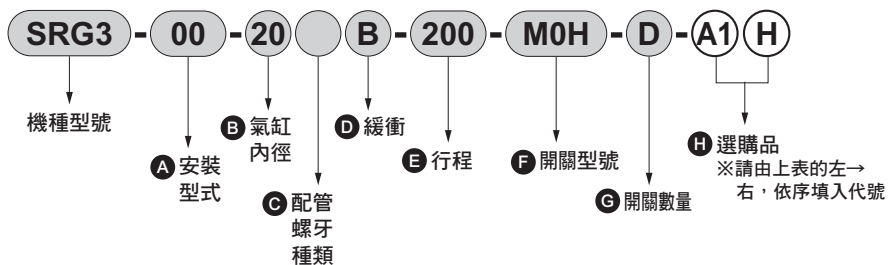 SRG3-00-20 B-200-M0H-D-A1 H
機種型號
A 安裝
型式
B 氣缸
內徑
C 配管
螺牙
種類
D 緩衝
E 行程
F 開關型號
G 開關數量
H 選購品
※請由上表的左→
右，依序填入代號